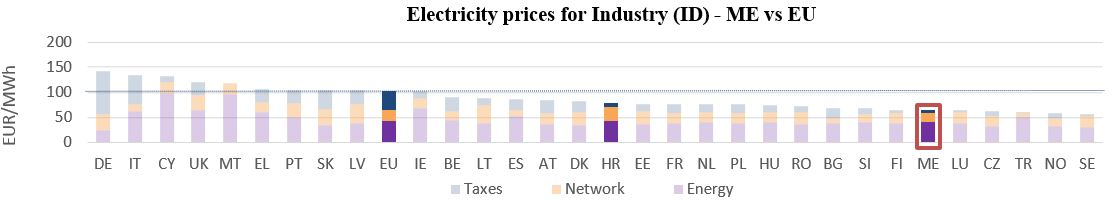 Electricity prices for Industry (ID) - ME vs EU
EUR/MWh
200
150
100
50
0
DE IT CY UK MT EL PT SK LV EU IE BE LT ES AT DK HR EE FR NL PL HU RO BG SI FI ME LU CZ TR NO SE
Taxes Network Energy